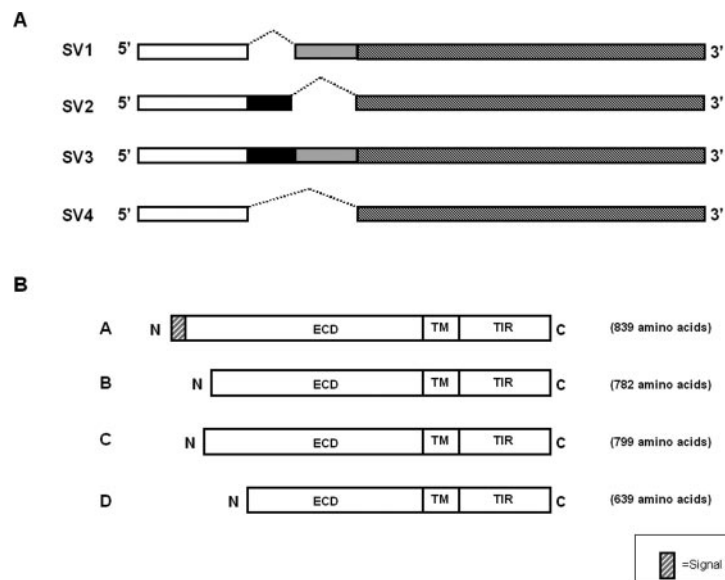 A
SV1 5' 3'
SV2 5' 3'
SV3 5' 3'
SV4 5' 3'
B
A N ECD TM TIR C (839 amino acids)
B N ECD TM TIR C (782 amino acids)
C N ECD TM TIR C (799 amino acids)
D N ECD TM TIR C (639 amino acids)
=Signal